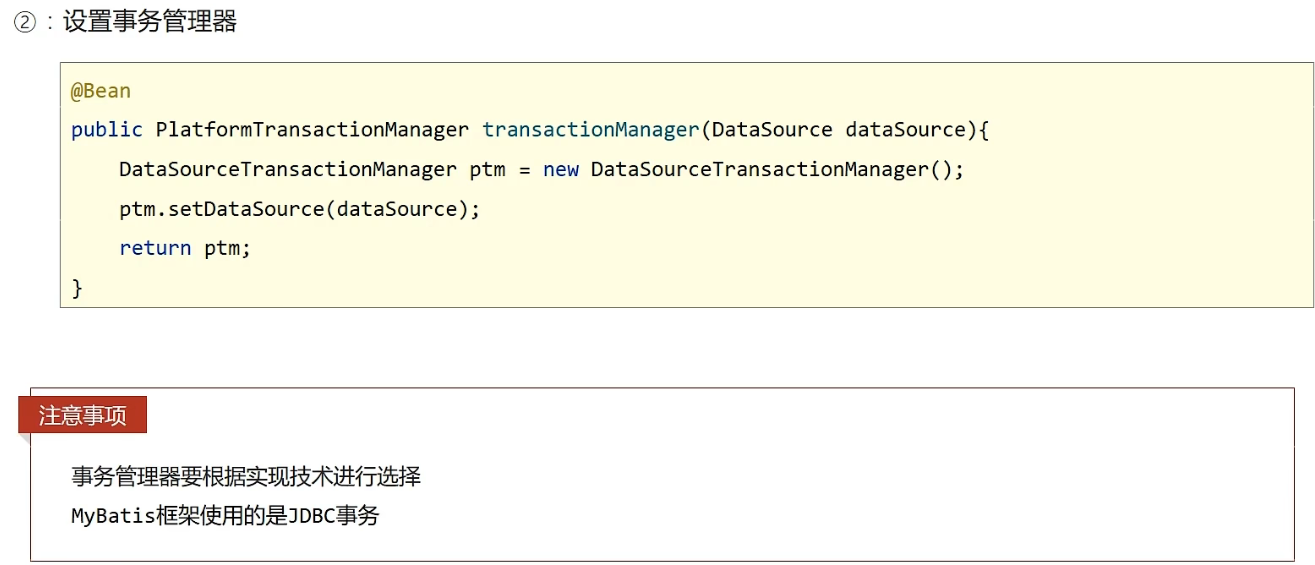 ②：设置事务管理器
@Bean
public PlatformTransactionManager transactionManager(DataSource dataSource){
    DataSourceTransactionManager ptm = new DataSourceTransactionManager();
    ptm.setDataSource(dataSource);
    return ptm;
}
注意事项
事务管理器要根据实现技术进行选择
MyBatis框架使用的是JDBC事务